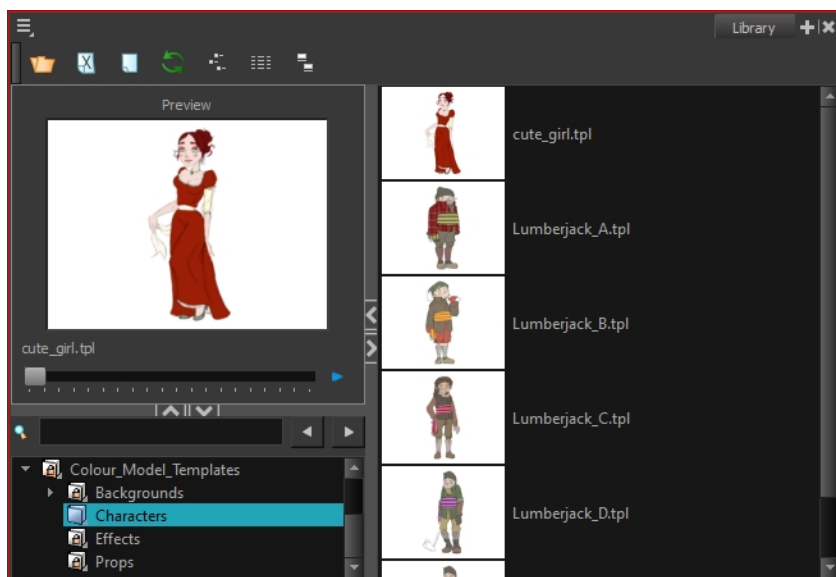 Library
Preview
cute_girl.tpl
Colour_Model_Templates
Backgrounds
Characters
Effects
Props
cute_girl.tpl
Lumberjack_A.tpl
Lumberjack_B.tpl
Lumberjack_C.tpl
Lumberjack_D.tpl